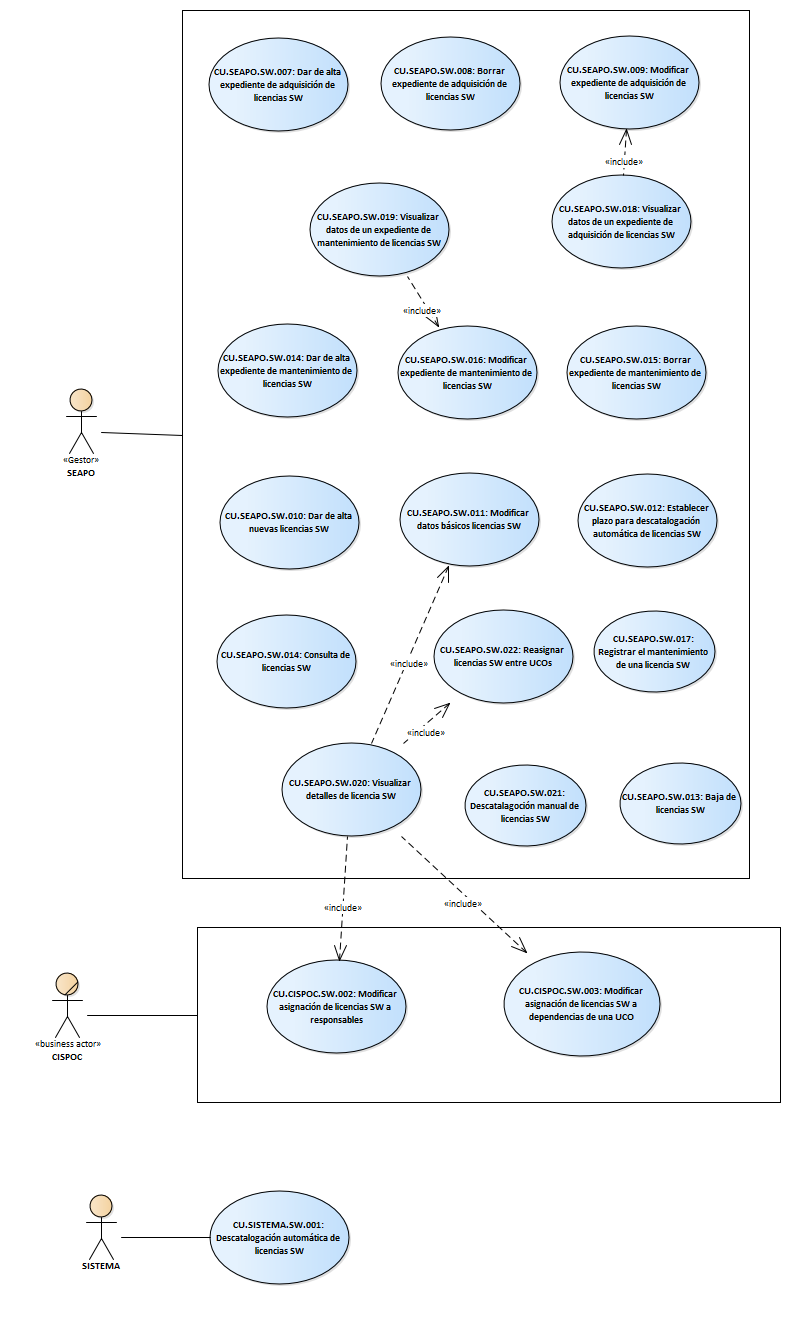 CU.SEAPO.SW.007: Dar de alta
expediente de adquisición de
licencias SW
CU.SEAPO.SW.008: Borrar
expediente de adquisición de
licencias SW
CU.SEAPO.SW.009: Modificar
expediente de adquisición de
licencias SW
«include»
CU.SEAPO.SW.019: Visualizar
datos de un expediente de
mantenimiento de licencias SW
CU.SEAPO.SW.018: Visualizar
datos de un expediente de
adquisición de licencias SW
«include»
CU.SEAPO.SW.014: Dar de alta
expediente de mantenimiento de
licencias SW
CU.SEAPO.SW.016: Modificar
expediente de mantenimiento de
licencias SW
CU.SEAPO.SW.015: Borrar
expediente de mantenimiento de
licencias SW
«Gestor»
SEAPO
CU.SEAPO.SW.010: Dar de alta
nuevas licencias SW
CU.SEAPO.SW.011: Modificar
datos básicos licencias SW
CU.SEAPO.SW.012: Establecer
plazo para descatalogación
automática de licencias SW
CU.SEAPO.SW.014: Consulta de
licencias SW
«include»
CU.SEAPO.SW.022: Reasignar
licencias SW entre UCOs
CU.SEAPO.SW.017:
Registrar el mantenimiento
de una licencia SW
«include»
CU.SEAPO.SW.020: Visualizar
detalles de licencia SW
CU.SEAPO.SW.021:
Descatalagoción manual de
licencias SW
CU.SEAPO.SW.013: Baja de
licencias SW
«include»
«include»
CU.CISPOC.SW.002: Modificar
asignación de licencias SW a
responsables
CU.CISPOC.SW.003: Modificar
asignación de licencias SW a
dependencias de una UCO
«business actor»
CISPOC
CU.SISTEMA.SW.001:
Descatalogación automática de
licencias SW
SISTEMA